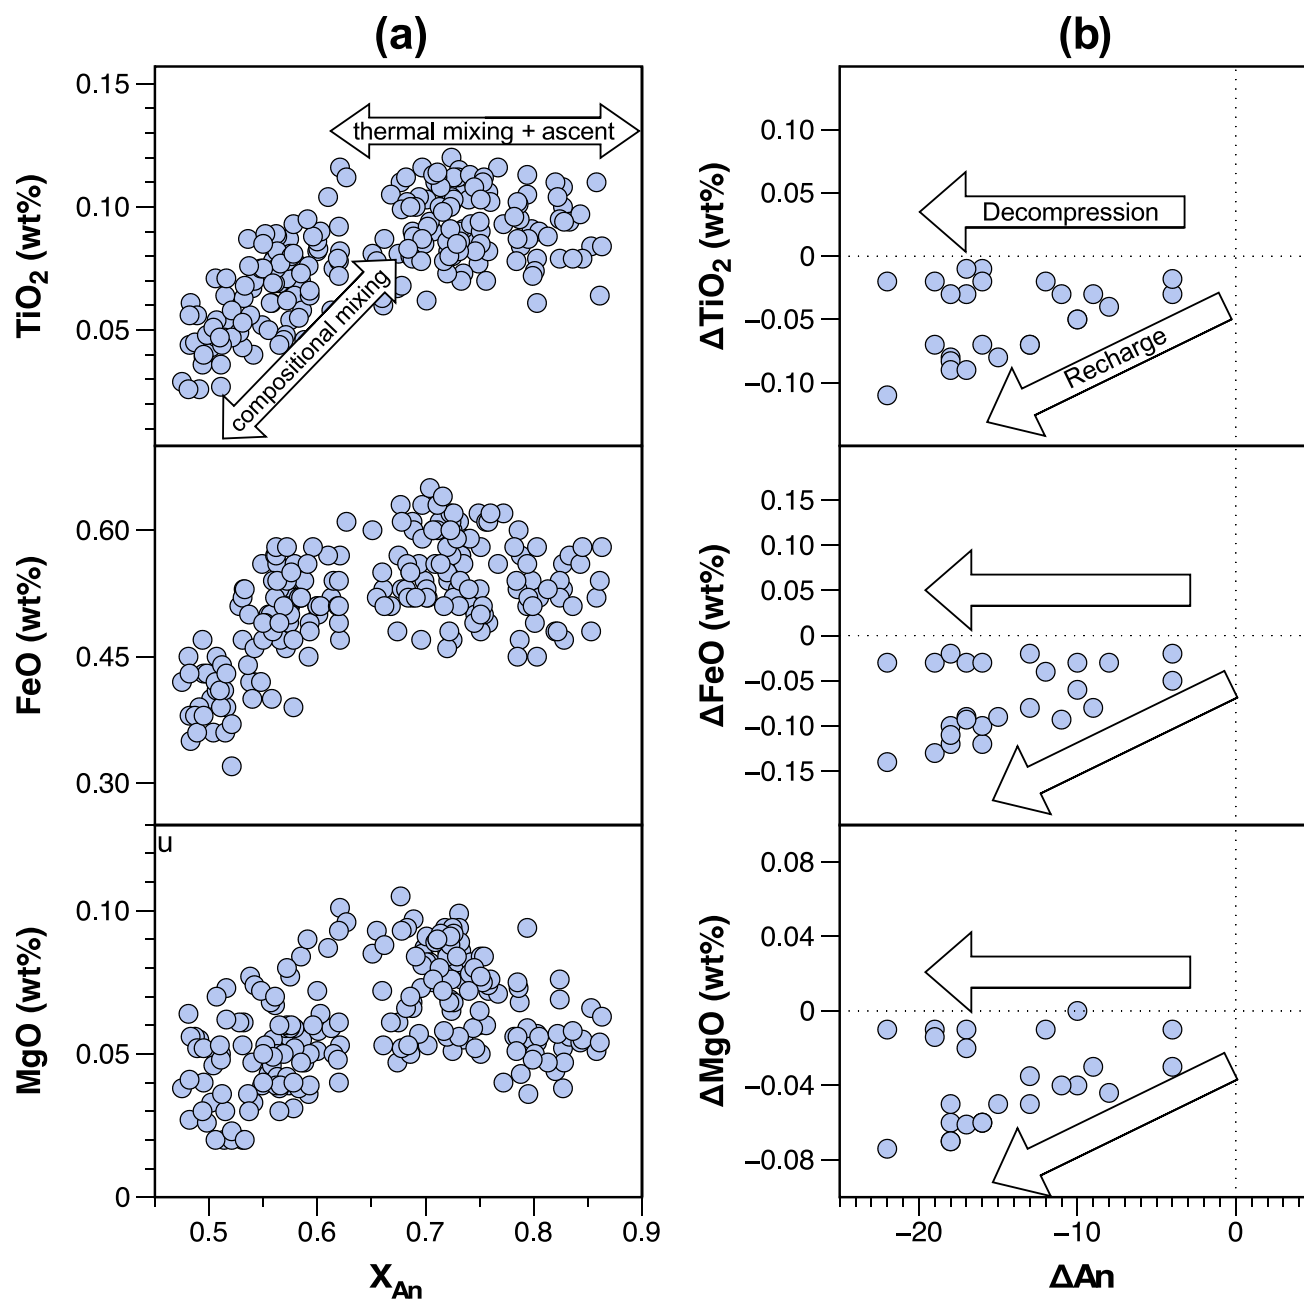 (a)
(b)
TiO2 (wt%)
0.15
0.10
0.05
thermal mixing + ascent
compositional mixing
FeO (wt%)
0.60
0.45
0.30
MgO (wt%)
u
0.10
0.05
0
0.5 0.6 0.7 0.8 0.9
XAn
ΔTiO2 (wt%)
0.10
0.05
0
−0.05
−0.10
Decompression
Recharge
ΔFeO (wt%)
0.15
0.10
0.05
0
−0.05
−0.10
−0.15
ΔMgO (wt%)
0.08
0.04
0
−0.04
−0.08
−20 −10 0
ΔAn